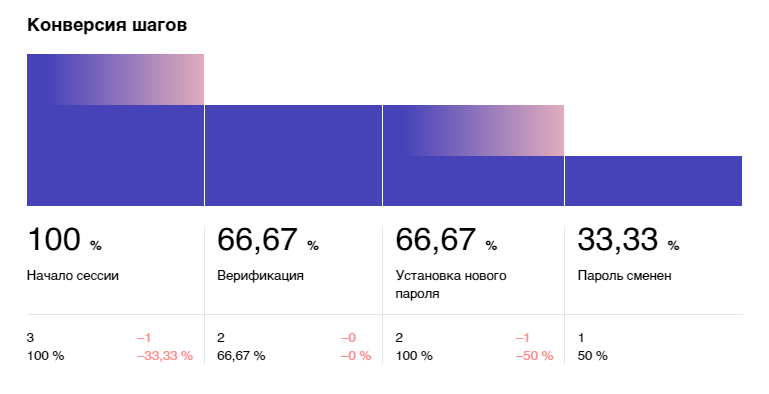 Конверсия шагов
100 % 66,67 % 66,67 % 33,33 %
Начало сессии Верификация Установка нового Пароль сменен
пароля
3 –1 2 –0 2 –1 1
100 % –33,33 % 66,67 % –0 % 100 % –50 % 50 %